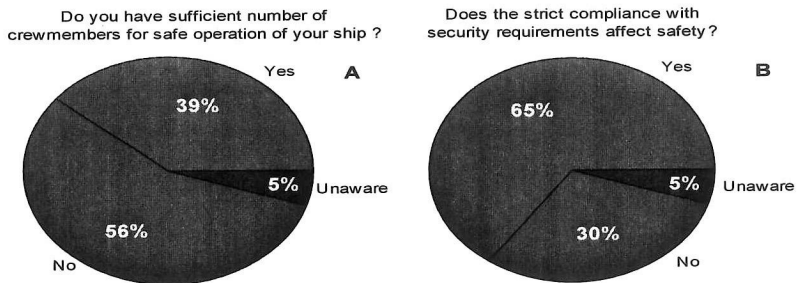 Do you have sufficient number of
crewmembers for safe operation of your ship ?
Yes
A
39%
5%
Unaware
56%
No
Does the strict compliance with
security requirements affect safety?
Yes
B
65%
5%
Unaware
30%
No